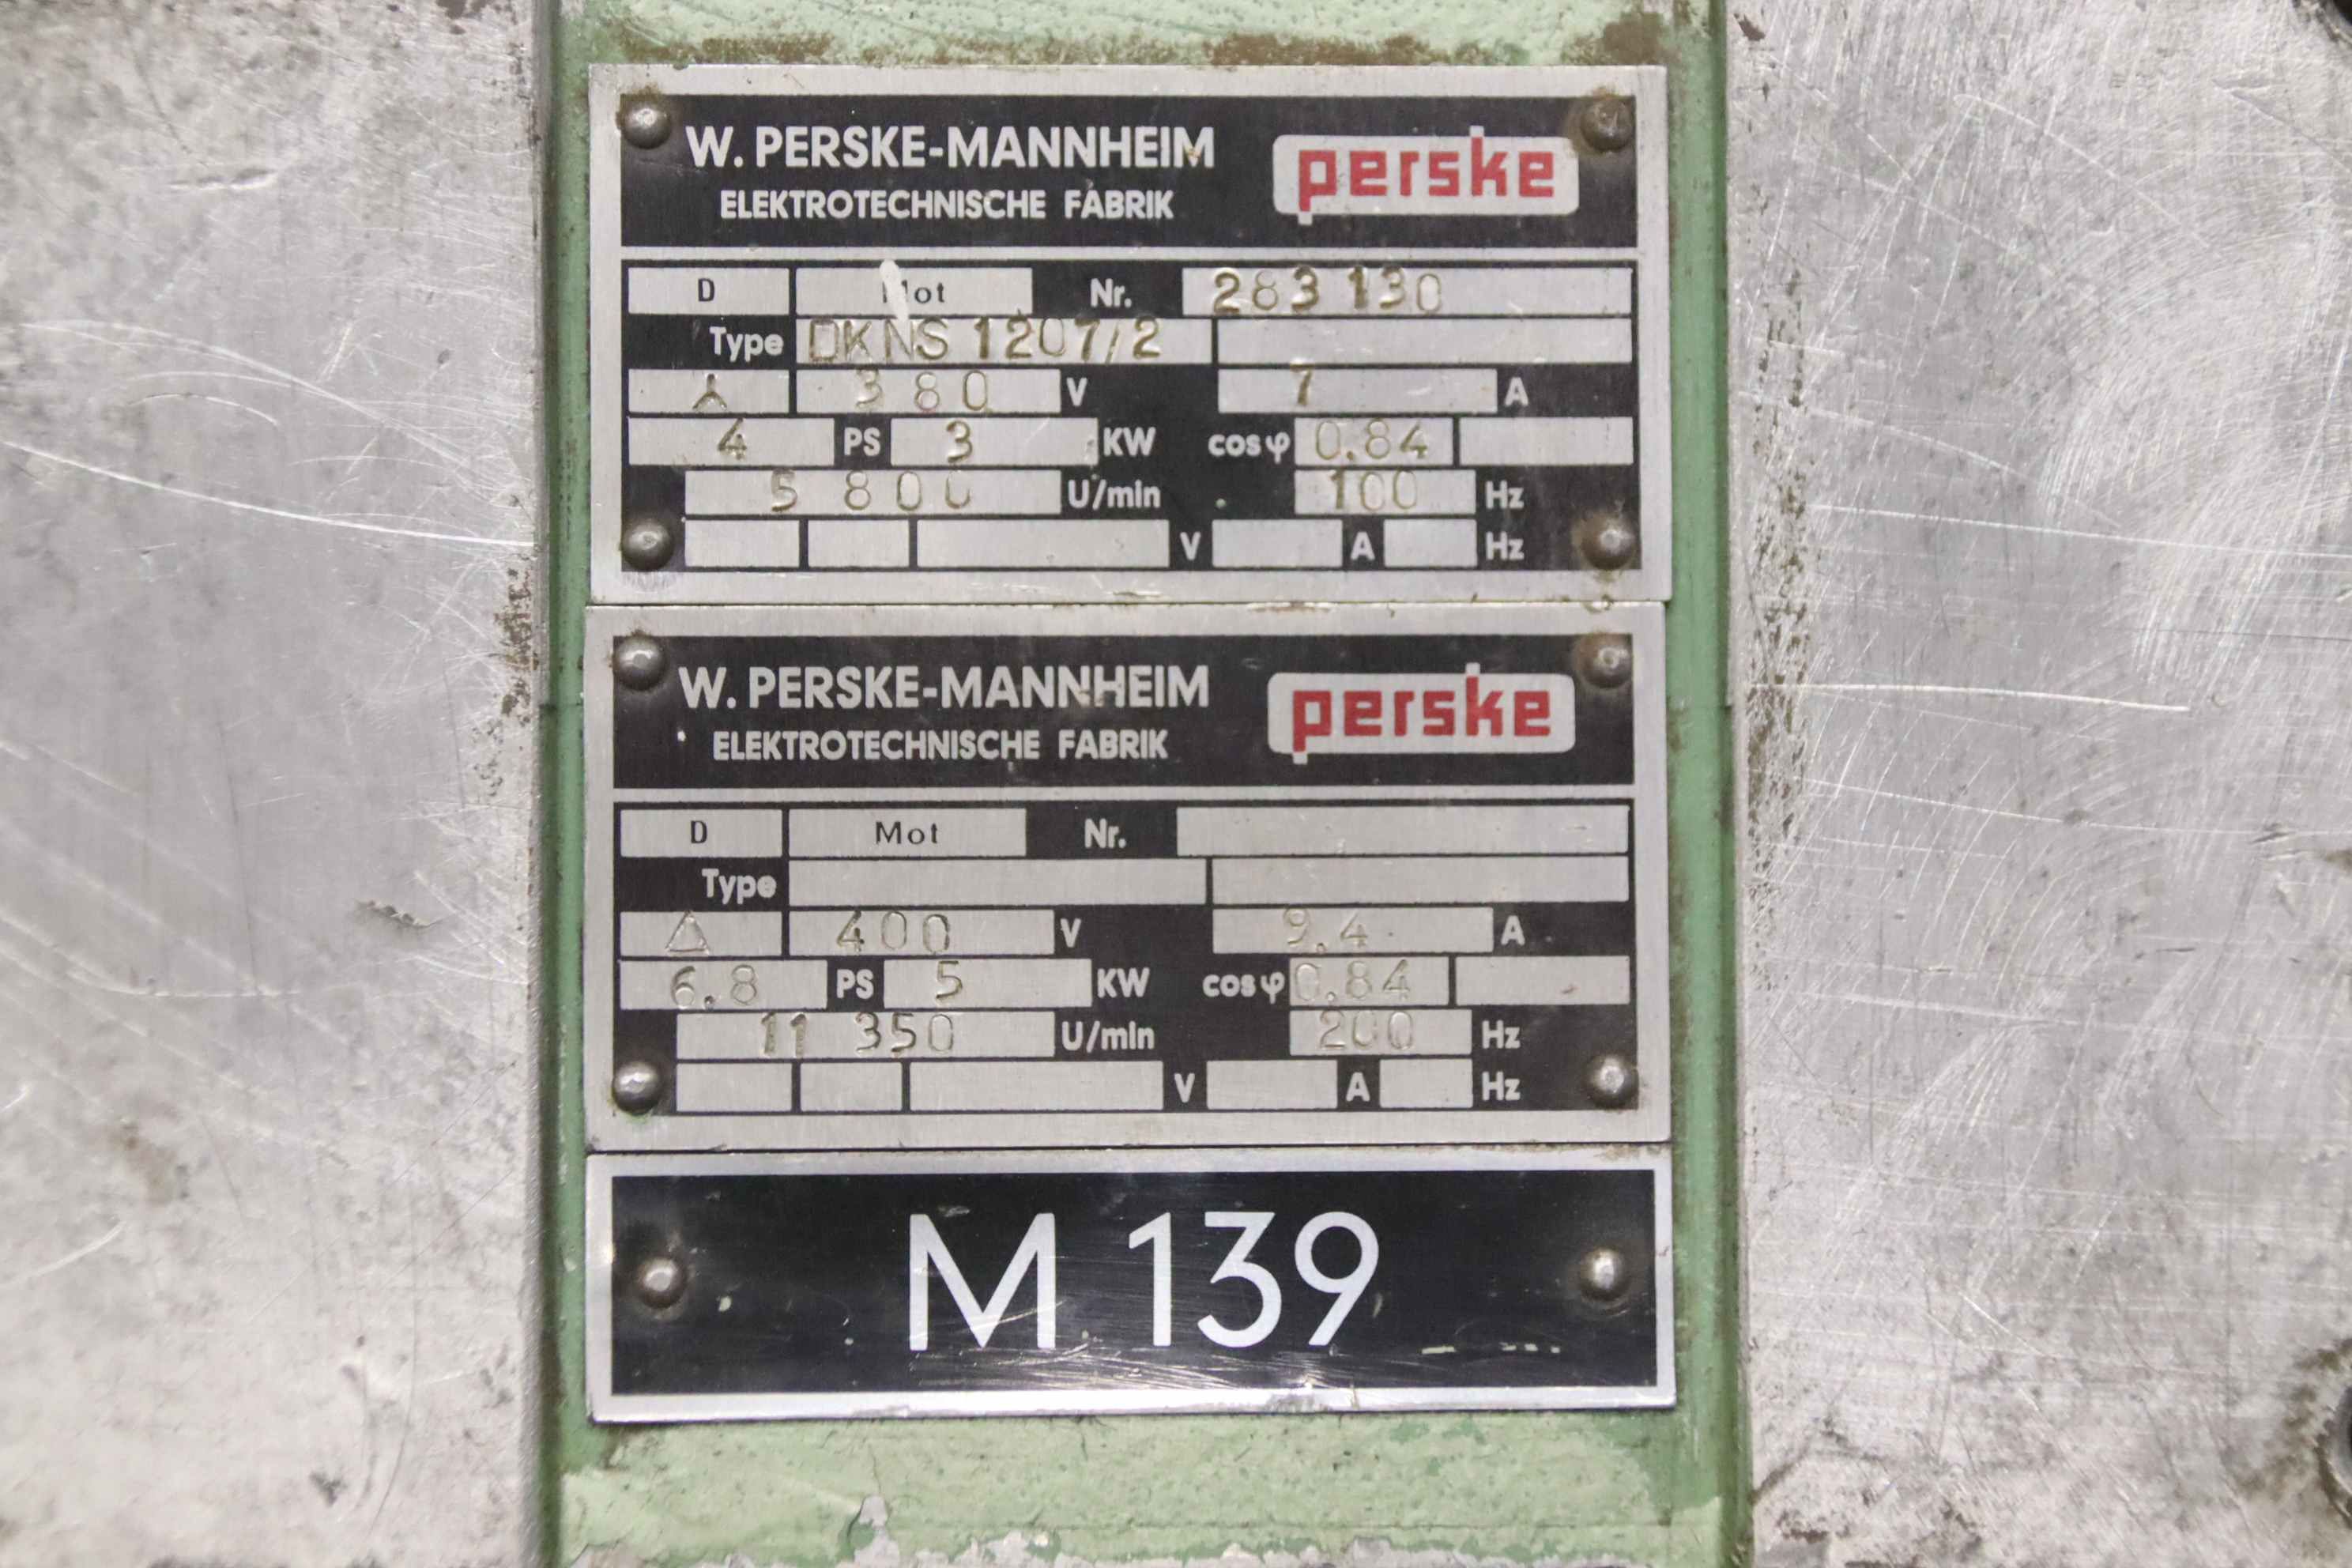 W. PERSKE-MANNHEIM perske
ELEKTROTECHNISCHE FABRIK
D Mot Nr. 283 130
Type DKNS 1207/2
⅄ 380 V 7 A
4 PS 3 KW cos φ 0.84
5 800 U/min 100 Hz
V A Hz
W. PERSKE-MANNHEIM perske
ELEKTROTECHNISCHE FABRIK
D Mot Nr.
Type
△ 400 V 9.4 A
6.8 PS 5 KW cos φ 0.84
11 350 U/min 200 Hz
V A Hz
M 139